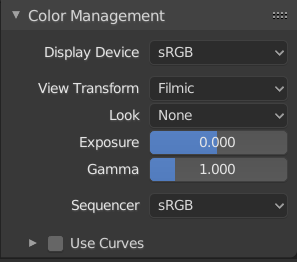 Color Management
Display Device sRGB
View Transform Filmic
Look None
Exposure 0.000
Gamma 1.000
Sequencer sRGB
Use Curves